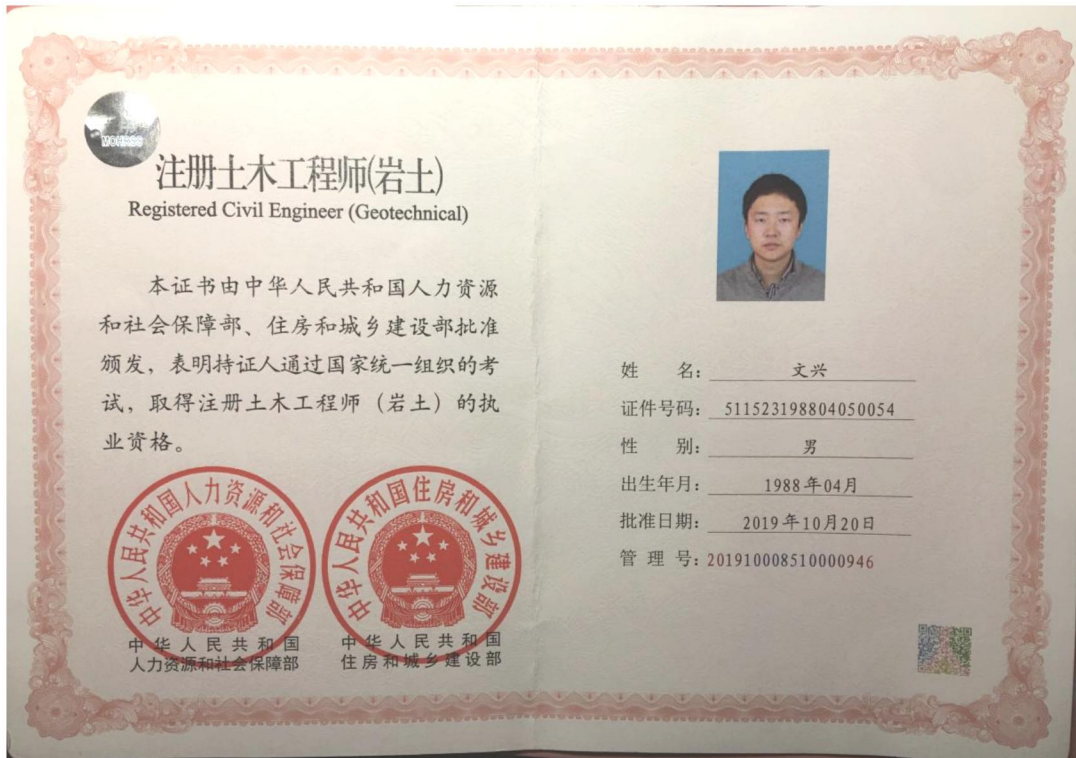 MOHRSS
注册土木工程师(岩土)
Registered Civil Engineer (Geotechnical)
本证书由中华人民共和国人力资源
和社会保障部、住房和城乡建设部批准
颁发，表明持证人通过国家统一组织的考
试，取得注册土木工程师（岩土）的执
业资格。
中华人民共和国人力资源和社会保障部
中华人民共和国住房和城乡建设部
中华人民共和国
人力资源和社会保障部
中华人民共和国
住房和城乡建设部
姓 名：文兴
证件号码：511523198804050054
性 别：男
出生年月：1988年04月
批准日期：2019年10月20日
管 理 号：201910008510000946